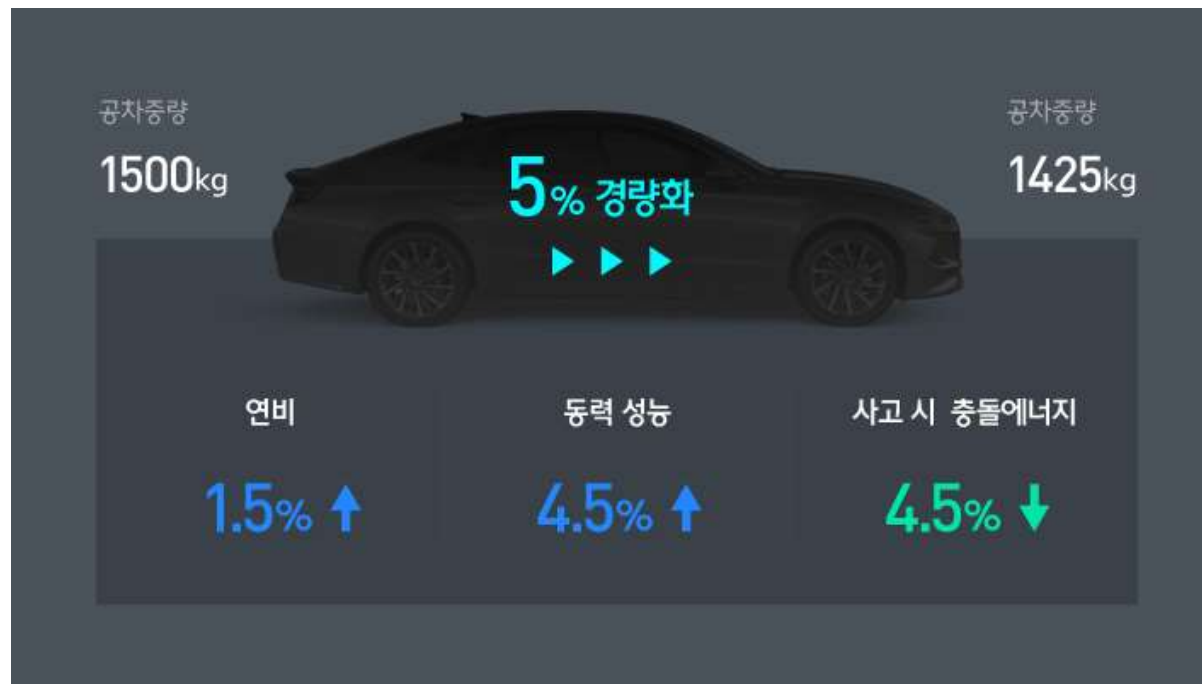 공차중량
1500kg
5% 경량화
공차중량
1425kg
연비
1.5%
동력 성능
4.5%
사고 시 충돌에너지
4.5%